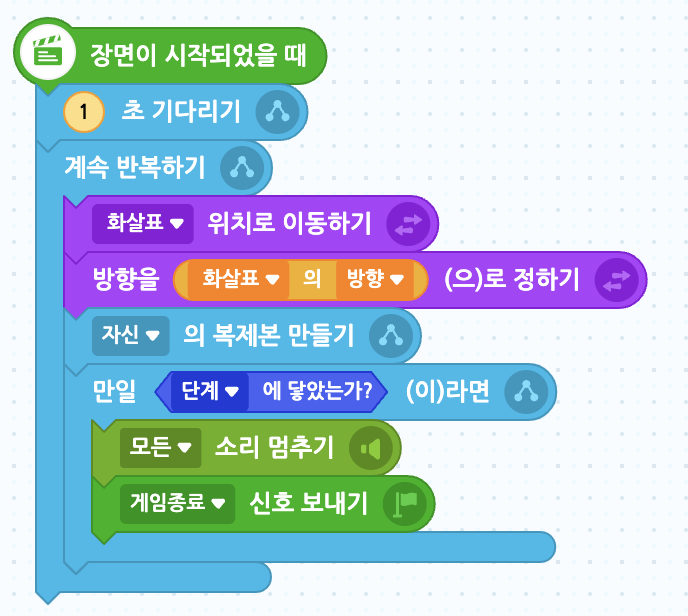 장면이 시작되었을 때
1 초 기다리기
계속 반복하기
화살표 위치로 이동하기
방향을 화살표 의 방향 (으)로 정하기
자신 의 복제본 만들기
만일 단계 에 닿았는가? (이)라면
모든 소리 멈추기
게임종료 신호 보내기